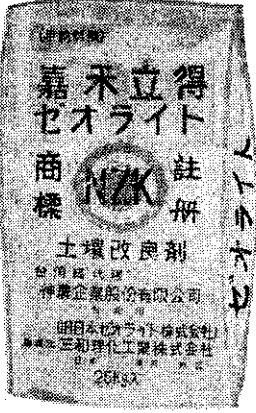 嘉禾立得
ゼオライト
商標
NZK
註冊
土壤改良剤
神農企業股份有限公司
朝日本ゼオライト株式会社
三和理化工業株式会社
25kg入
ゼオライト